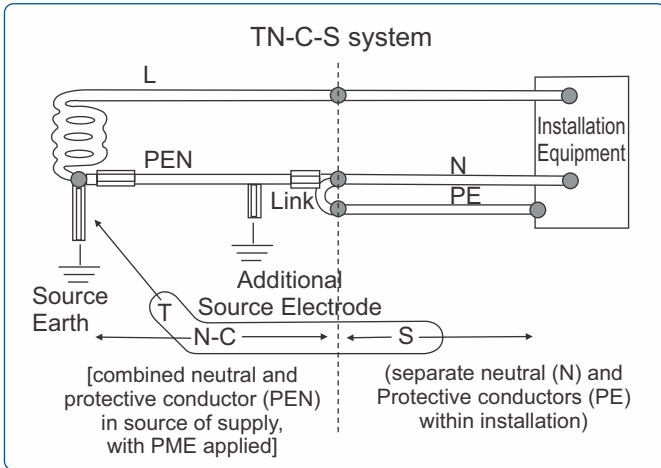 TN-C-S system
L
Installation
Equipment
PEN
N
Link
PE
Source
Earth
Additional
Source Electrode
T
N-C
S
[combined neutral and
protective conductor (PEN)
in source of supply,
with PME applied]
(separate neutral (N) and
Protective conductors (PE)
within installation)